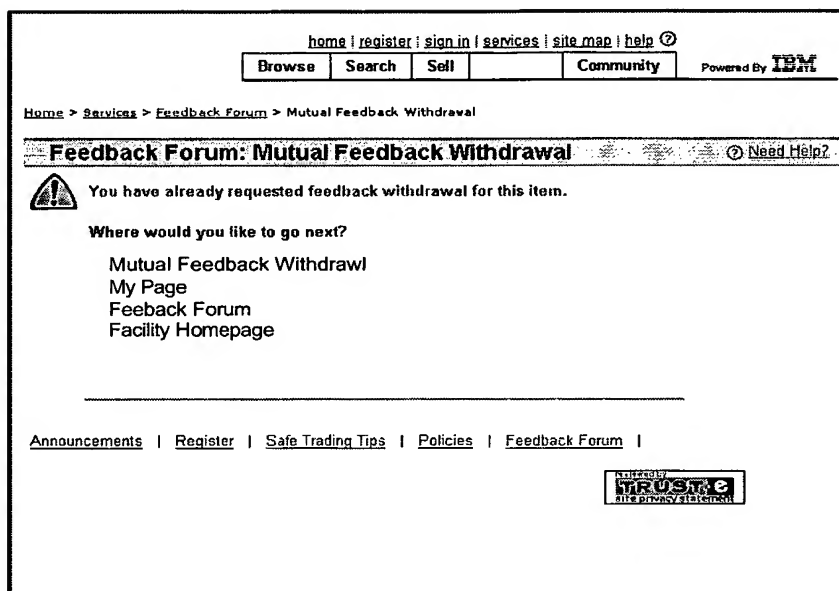 home | register | sign in | services | site map | help ?
Browse Search Sell Community Powered By IBM
Home > Services > Feedback Forum > Mutual Feedback Withdrawal
Feedback Forum: Mutual Feedback Withdrawal ? Need Help?
You have already requested feedback withdrawal for this item.
Where would you like to go next?
Mutual Feedback Withdrawl
My Page
Feeback Forum
Facility Homepage
Announcements | Register | Safe Trading Tips | Policies | Feedback Forum |
reviewed by
TRUSTe
site privacy statement